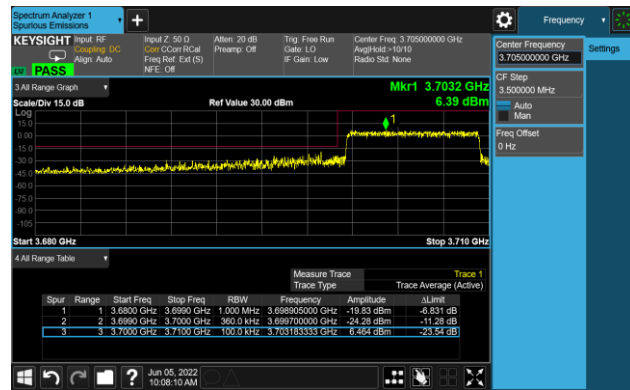 Spectrum Analyzer 1
Spurious Emissions
Frequency
KEYSIGHT
Input: RF
Coupling: DC
Align: Auto
Input Z: 50 Ω
Corr CCorr RCal
Freq Ref: Ext (S)
NFE: Off
Atten: 20 dB
Preamp: Off
Trig: Free Run
Gate: LO
IF Gain: Low
Center Freq: 3.705000000 GHz
Avg|Hold:>10/10
Radio Std: None
PASS
Center Frequency
3.705000000 GHz
Settings
CF Step
3.500000 MHz
Auto
Man
Freq Offset
0 Hz
3 All Range Graph
Mkr1 3.7032 GHz
6.39 dBm
Scale/Div 15.0 dB
Ref Value 30.00 dBm
Log
15.0
0.00
-15.0
-30.0
-45.0
-60.0
-75.0
-90.0
-105
1
Start 3.680 GHz
Stop 3.710 GHz
4 All Range Table
Measure Trace Trace 1
Trace Type Trace Average (Active)
Spur Range Start Freq Stop Freq RBW Frequency Amplitude ΔLimit
1 1 3.6800 GHz 3.6990 GHz 1.000 MHz 3.698905000 GHz -19.83 dBm -6.831 dB
2 2 3.6990 GHz 3.7000 GHz 360.0 kHz 3.699700000 GHz -24.28 dBm -11.28 dB
3 3 3.7000 GHz 3.7100 GHz 100.0 kHz 3.703183333 GHz 6.464 dBm -23.54 dB
?
Jun 05, 2022
10:08:10 AM